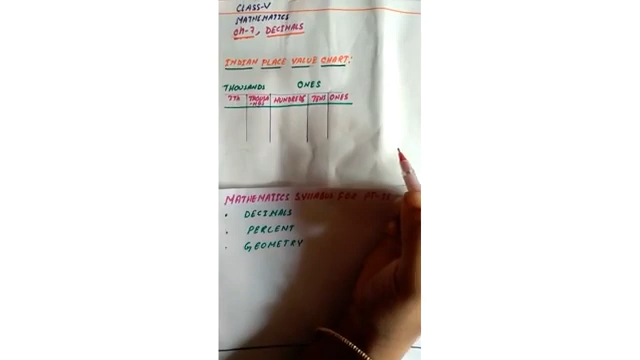 CLASS-V
MATHEMATICS
CH-7, DECIMALS
INDIAN PLACE VALUE CHART:
THOUSANDS ONES
TTH THOUSANDS HUNDREDS TENS ONES
MATHEMATICS SYLLABUS FOR
DECIMALS
PERCENT
GEOMETRY